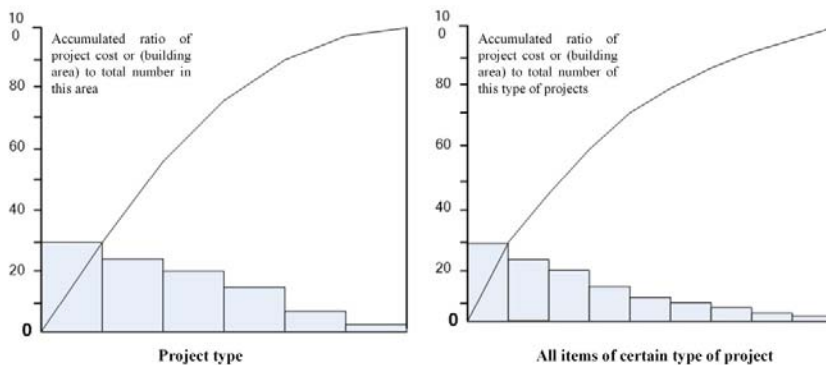 10
0
80
60
40
20
0
Accumulated ratio of
project cost or (building
area) to total number in
this area
Project type
10
0
80
60
40
20
0
Accumulated ratio of
project cost or (building
area) to total number of
this type of projects
All items of certain type of project